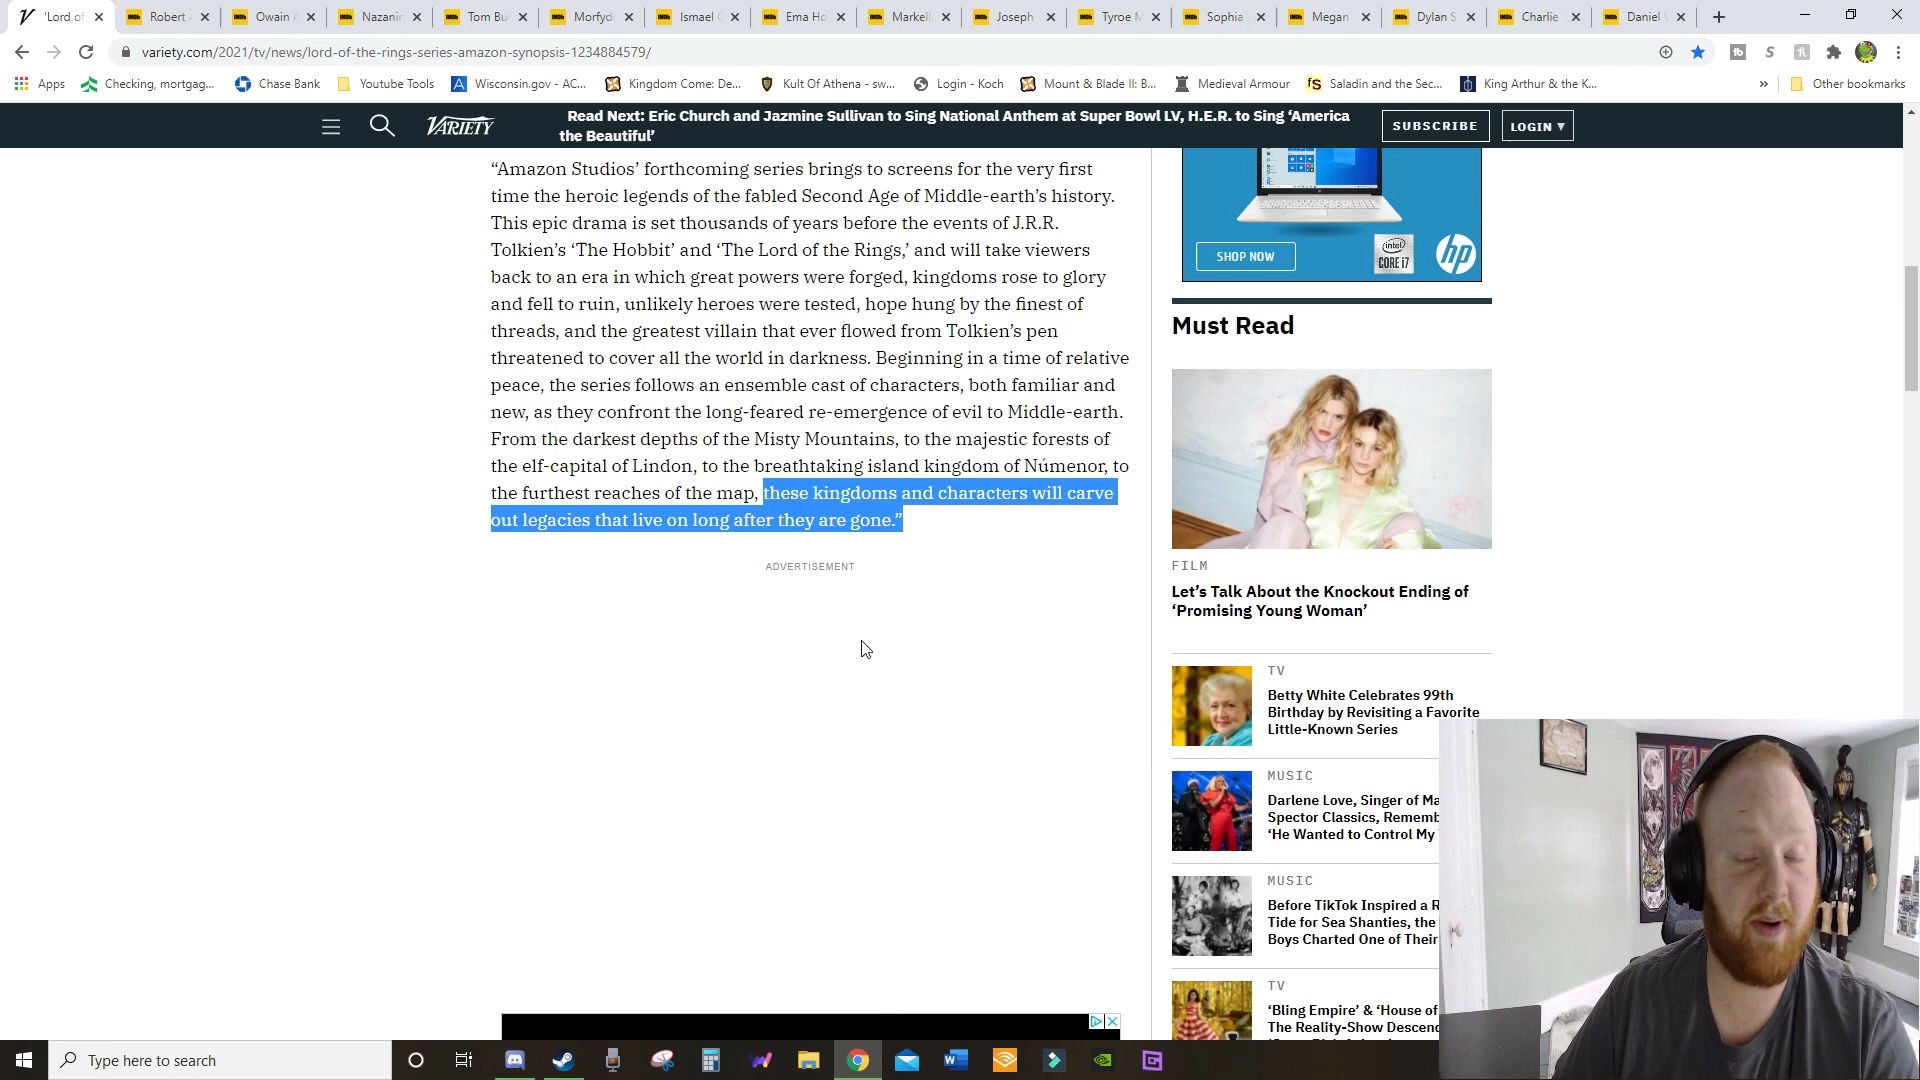 'Lord of
Robert
Owain
Nazanin
Tom Bu
Morfyd
Ismael
Ema Ho
Markell
Joseph
Tyroe M
Sophia
Megan
Dylan S
Charlie
Daniel
variety.com/2021/tv/news/lord-of-the-rings-series-amazon-synopsis-1234884579/
Apps
Checking, mortgag...
Chase Bank
Youtube Tools
Wisconsin.gov - AC...
Kingdom Come: De...
Kult Of Athena - sw...
Login - Koch
Mount & Blade II: B...
Medieval Armour
Saladin and the Sec...
King Arthur & the K...
Other bookmarks
VARIETY
Read Next: Eric Church and Jazmine Sullivan to Sing National Anthem at Super Bowl LV, H.E.R. to Sing ‘America
the Beautiful’
SUBSCRIBE
LOGIN ▼
“Amazon Studios’ forthcoming series brings to screens for the very first
time the heroic legends of the fabled Second Age of Middle-earth’s history.
This epic drama is set thousands of years before the events of J.R.R.
Tolkien’s ‘The Hobbit’ and ‘The Lord of the Rings,’ and will take viewers
back to an era in which great powers were forged, kingdoms rose to glory
and fell to ruin, unlikely heroes were tested, hope hung by the finest of
threads, and the greatest villain that ever flowed from Tolkien’s pen
threatened to cover all the world in darkness. Beginning in a time of relative
peace, the series follows an ensemble cast of characters, both familiar and
new, as they confront the long-feared re-emergence of evil to Middle-earth.
From the darkest depths of the Misty Mountains, to the majestic forests of
the elf-capital of Lindon, to the breathtaking island kingdom of Númenor, to
the furthest reaches of the map, these kingdoms and characters will carve
out legacies that live on long after they are gone.”
ADVERTISEMENT
SHOP NOW
intel
CORE i7
hp
Must Read
FILM
Let’s Talk About the Knockout Ending of
‘Promising Young Woman’
TV
Betty White Celebrates 99th
Birthday by Revisiting a Favorite
Little-Known Series
MUSIC
Darlene Love, Singer of Ma
Spector Classics, Rememb
‘He Wanted to Control My
MUSIC
Before TikTok Inspired a R
Tide for Sea Shanties, the
Boys Charted One of Their
TV
‘Bling Empire’ & ‘House of
The Reality-Show Descend
Type here to search